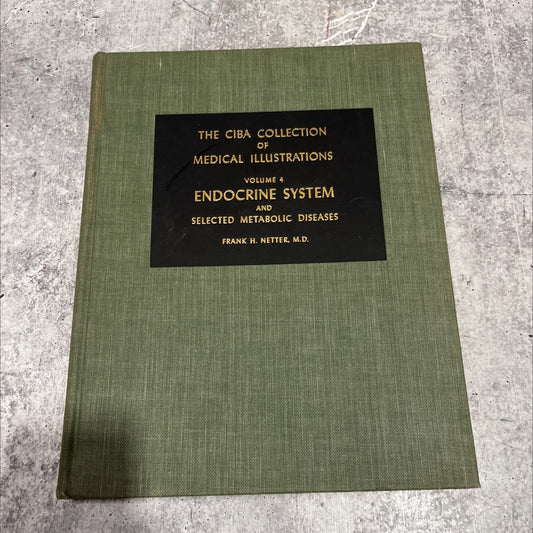 THE CIBA COLLECTION
OF
MEDICAL ILLUSTRATIONS
VOLUME 4
ENDOCRINE SYSTEM
AND
SELECTED METABOLIC DISEASES
FRANK H. NETTER, M.D.